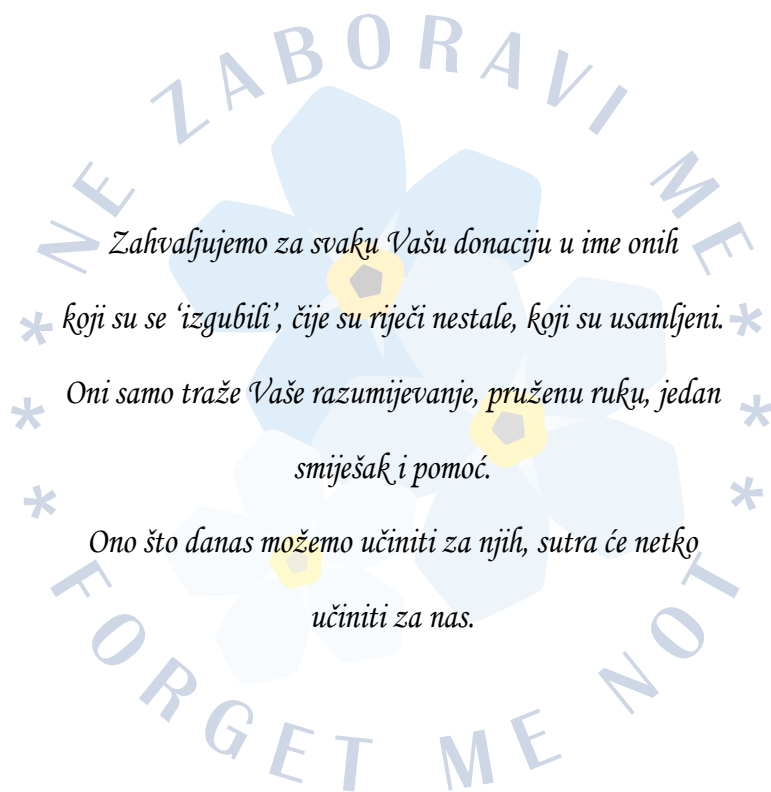 NE ZABORAVI ME
Zahvaljujemo za svaku Vašu donaciju u ime onih
koji su se ‘izgubili’, čije su riječi nestale, koji su usamljeni.
Oni samo traže Vaše razumijevanje, pruženu ruku, jedan
smiješak i pomoć.
Ono što danas možemo učiniti za njih, sutra će netko
učiniti za nas.
* * * FORGET ME NOT * * *